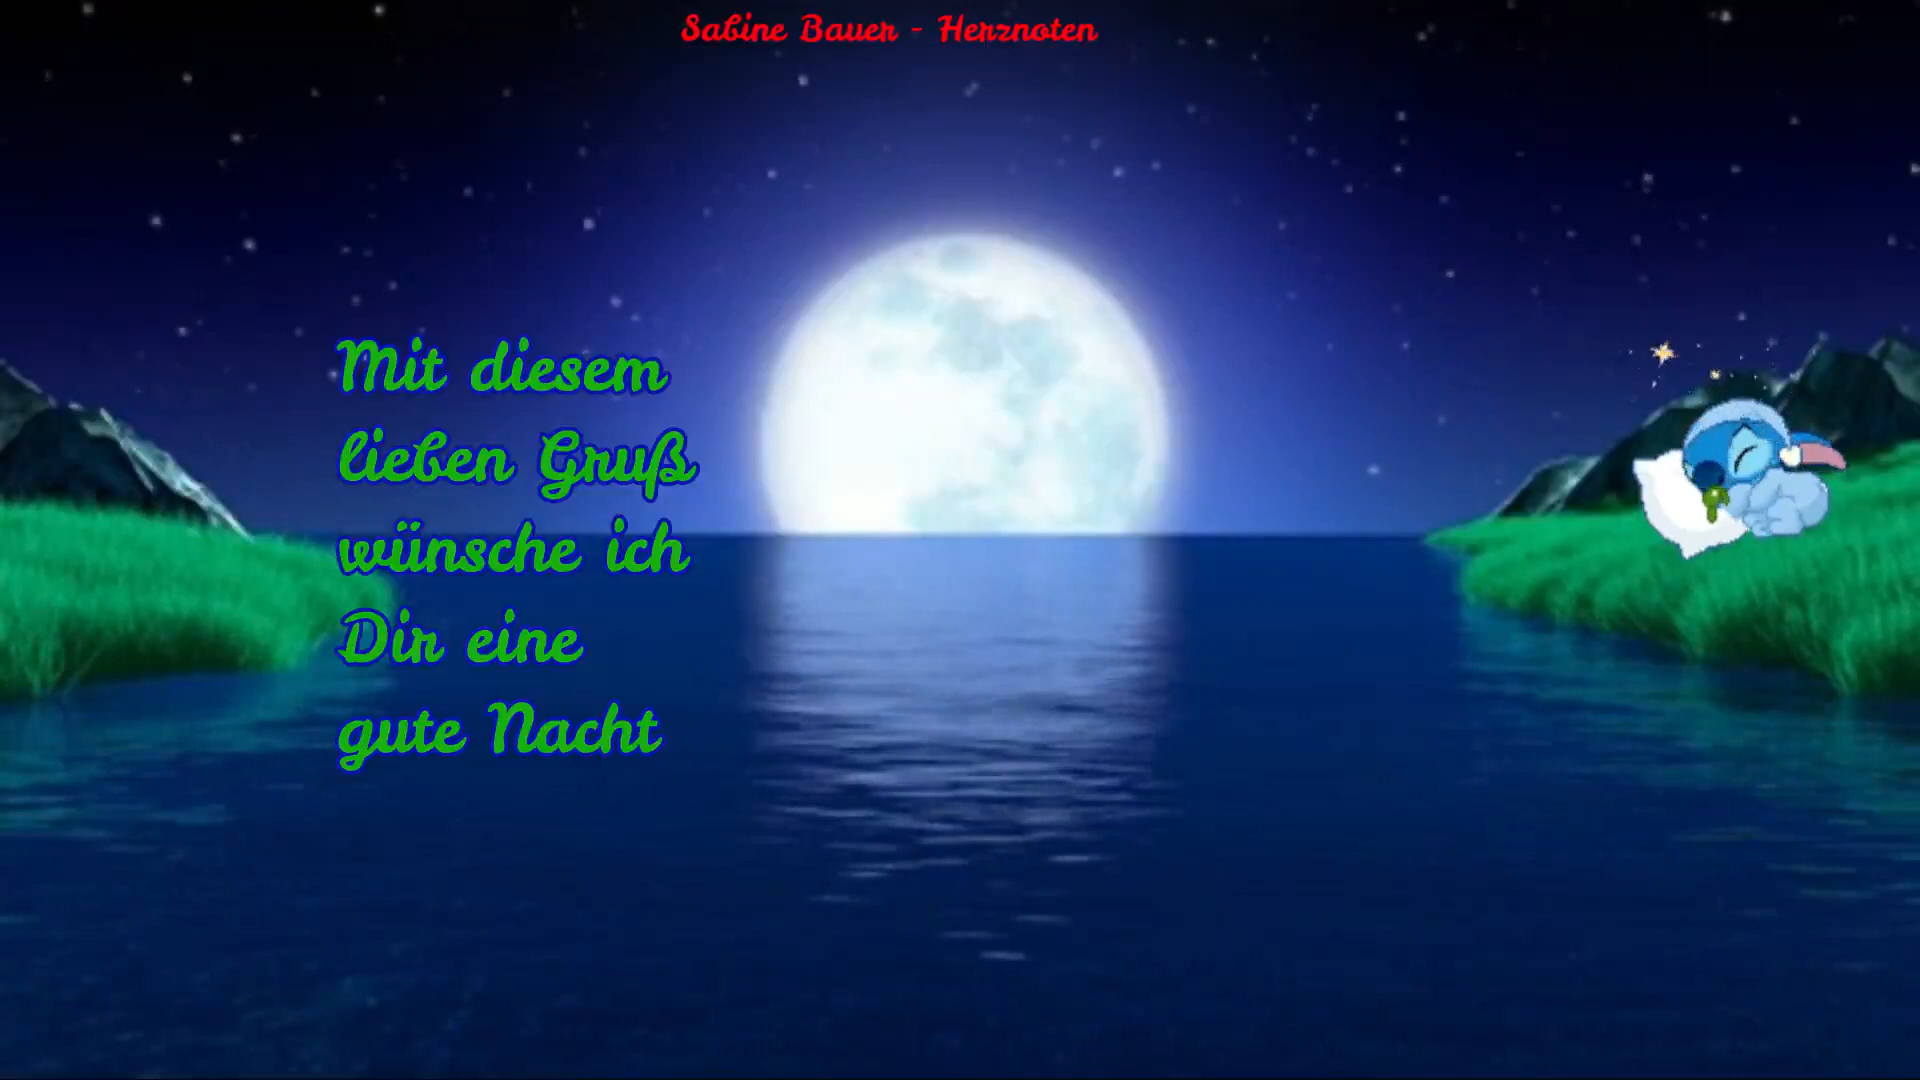 Sabine Bauer - Herznoten
Mit diesem
lieben Gruß
wünsche ich
Dir eine
gute Nacht